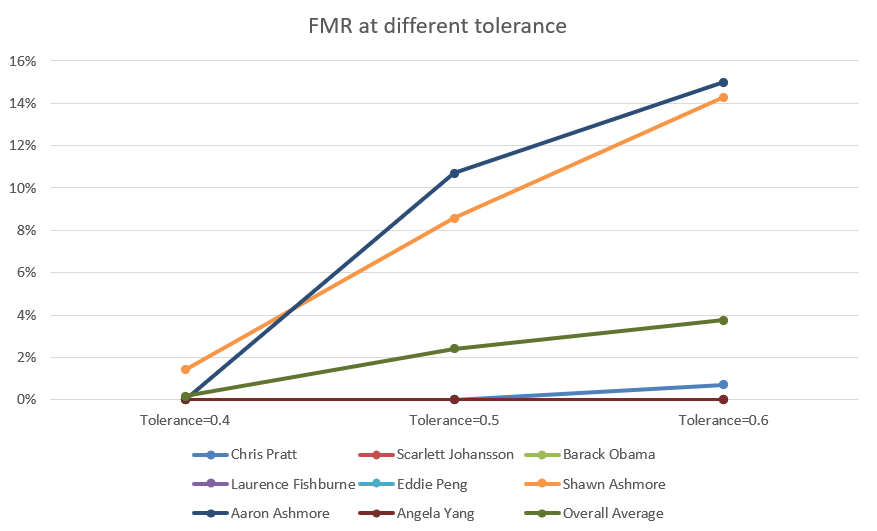 FMR at different tolerance
16%
14%
12%
10%
8%
6%
4%
2%
0%
Tolerance=0.4 Tolerance=0.5 Tolerance=0.6
Chris Pratt Scarlett Johansson Barack Obama
Laurence Fishburne Eddie Peng Shawn Ashmore
Aaron Ashmore Angela Yang Overall Average